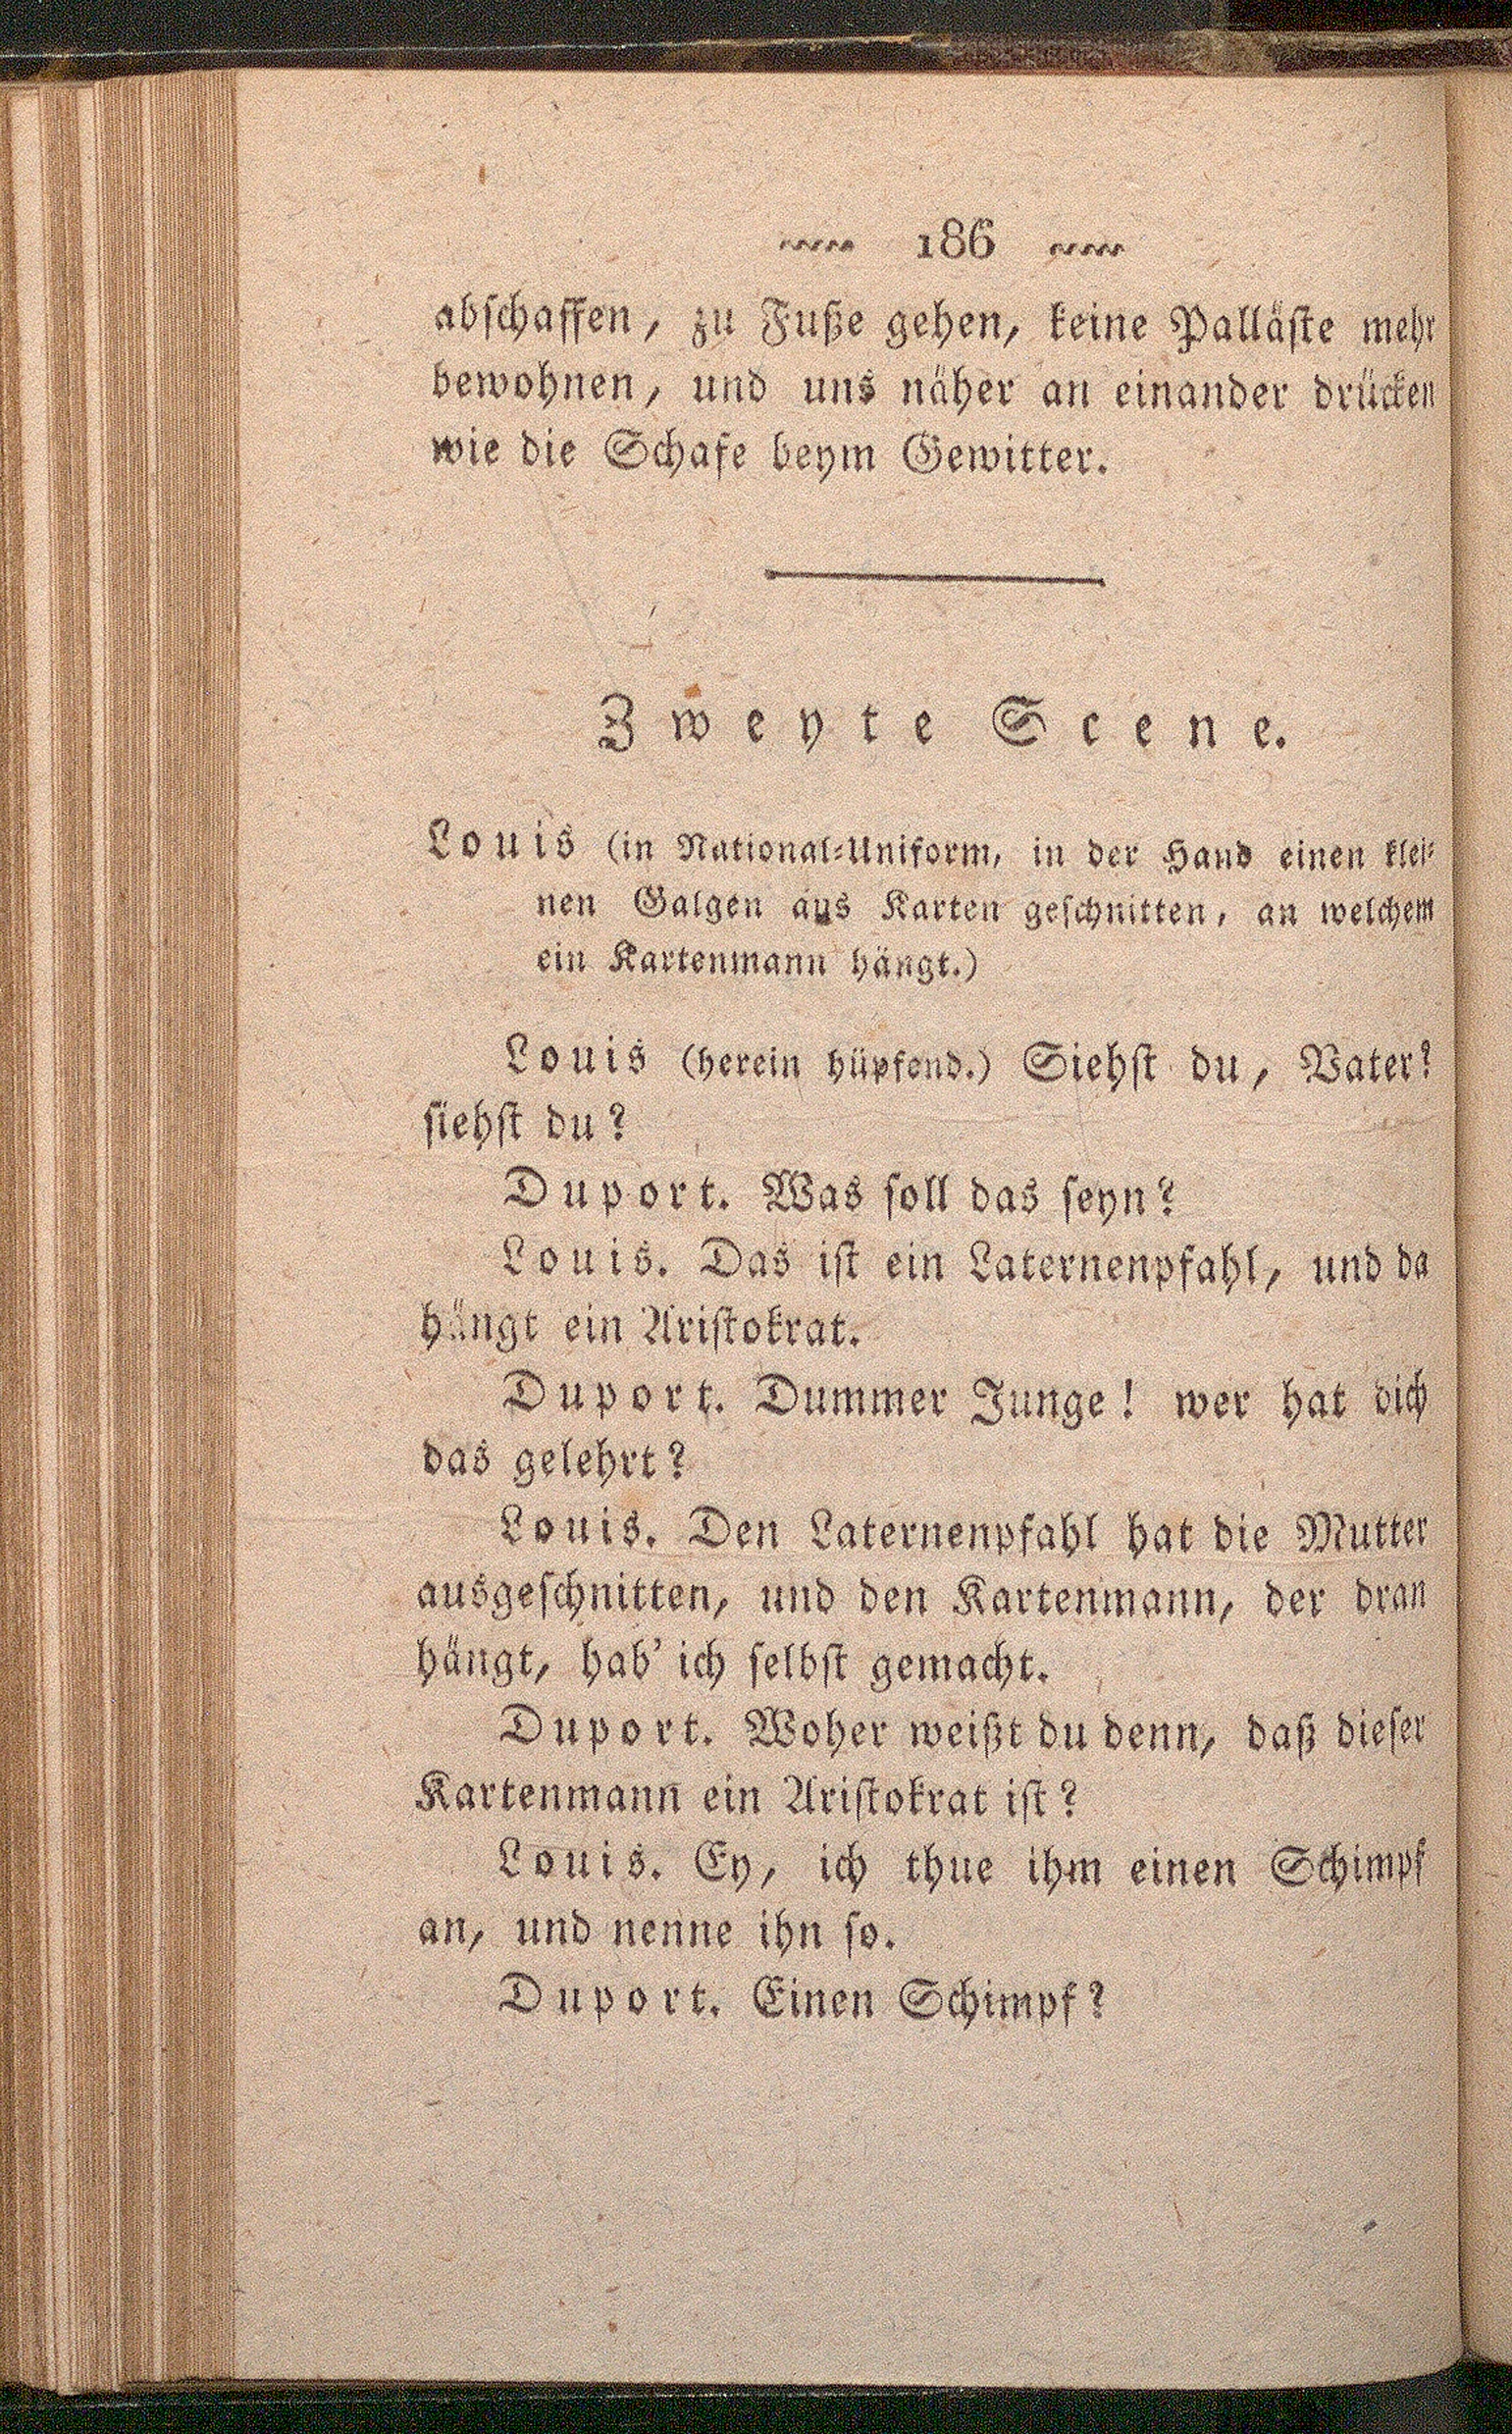 186
abschaffen, zu Fuße gehen, keine Palläste mehr
bewohnen, und uns näher an einander drücken
wie die Schafe beym Gewitter.
Zweyte Scene.
Louis (in National-Uniform, in der Hand einen klei-
nen Galgen aus Karten geschnitten, an welchem
ein Kartenmann hängt.)
Louis (herein hüpfend.) Siehst du, Vater?
siehst du?
Duport. Was soll das seyn?
Louis. Das ist ein Laternenpfahl, und da
hängt ein Aristokrat.
Duport. Dummer Junge! wer hat dich
das gelehrt?
Louis. Den Laternenpfahl hat die Mutter
ausgeschnitten, und den Kartenmann, der dran
hängt, hab' ich selbst gemacht.
Duport. Woher weißt du denn, daß dieser
Kartenmann ein Aristokrat ist?
Louis. Ey, ich thue ihm einen Schimpf
an, und nenne ihn so.
Duport. Einen Schimpf?